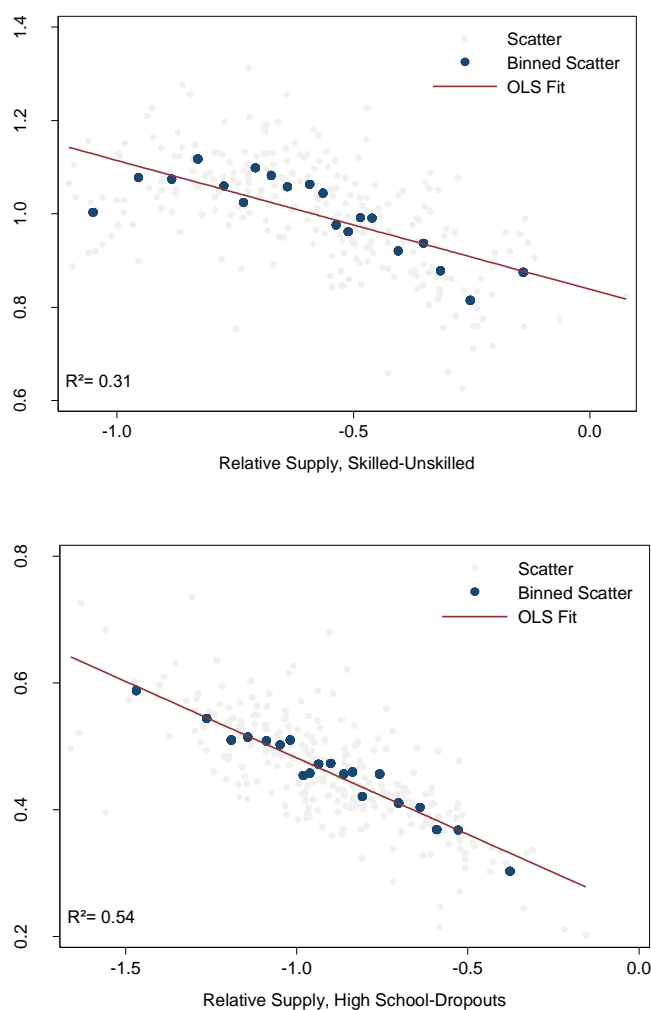 1.4
1.2
1.0
0.8
0.6
Scatter
Binned Scatter
OLS Fit
R²= 0.31
-1.0
-0.5
0.0
Relative Supply, Skilled-Unskilled
0.8
0.6
0.4
0.2
Scatter
Binned Scatter
OLS Fit
R²= 0.54
-1.5
-1.0
-0.5
0.0
Relative Supply, High School-Dropouts